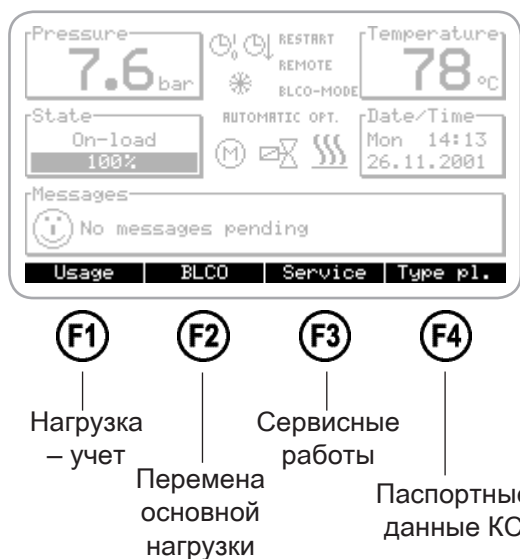 Pressure
7.6 bar
RESTART
REMOTE
BLCO-MODE
Temperature
78 °C
State
On-load
100%
AUTOMATIC OPT.
M
Date/Time
Mon 14:13
26.11.2001
Messages
No messages pending
Usage BLCO Service Type pl.
F1 F2 F3 F4
Нагрузка
– учет
Перемена
основной
нагрузки
Сервисные
работы
Паспортные
данные КС